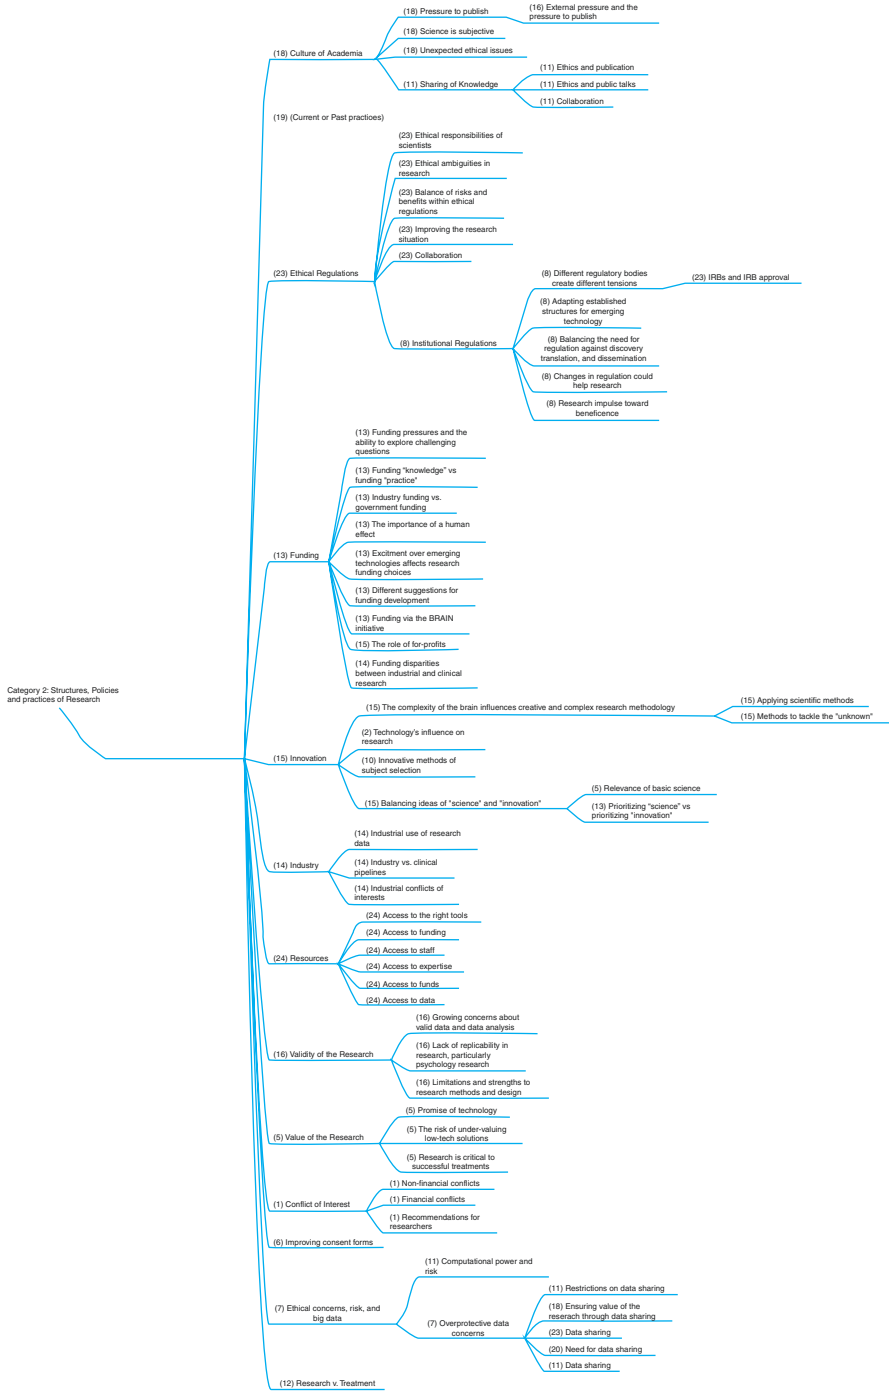 Category 2: Structures, Policies
and practices of Research
(18) Culture of Academia
(18) Pressure to publish
(16) External pressure and the
pressure to publish
(18) Science is subjective
(18) Unexpected ethical issues
(11) Sharing of Knowledge
(11) Ethics and publication
(11) Ethics and public talks
(11) Collaboration
(19) (Current or Past practices)
(23) Ethical Regulations
(23) Ethical responsibilities of
scientists
(23) Ethical ambiguities in
research
(23) Balance of risks and
benefits within ethical
regulations
(23) Improving the research
situation
(23) Collaboration
(8) Institutional Regulations
(8) Different regulatory bodies
create different tensions
(23) IRBs and IRB approval
(8) Adapting established
structures for emerging
technology
(8) Balancing the need for
regulation against discovery
translation, and dissemination
(8) Changes in regulation could
help research
(8) Research impulse toward
beneficence
(13) Funding
(13) Funding pressures and the
ability to explore challenging
questions
(13) Funding “knowledge” vs
funding "practice"
(13) Industry funding vs.
government funding
(13) The importance of a human
effect
(13) Excitment over emerging
technologies affects research
funding choices
(13) Different suggestions for
funding development
(13) Funding via the BRAIN
initiative
(15) The role of for-profits
(14) Funding disparities
between industrial and clinical
research
(15) Innovation
(15) The complexity of the brain influences creative and complex research methodology
(15) Applying scientific methods
(15) Methods to tackle the "unknown"
(2) Technology's influence on
research
(10) Innovative methods of
subject selection
(15) Balancing ideas of "science" and "innovation"
(5) Relevance of basic science
(13) Prioritizing “science” vs
prioritizing "innovation"
(14) Industry
(14) Industrial use of research
data
(14) Industry vs. clinical
pipelines
(14) Industrial conflicts of
interests
(24) Resources
(24) Access to the right tools
(24) Access to funding
(24) Access to staff
(24) Access to expertise
(24) Access to funds
(24) Access to data
(16) Validity of the Research
(16) Growing concerns about
valid data and data analysis
(16) Lack of replicability in
research, particularly
psychology research
(16) Limitations and strengths to
research methods and design
(5) Value of the Research
(5) Promise of technology
(5) The risk of under-valuing
low-tech solutions
(5) Research is critical to
successful treatments
(1) Conflict of Interest
(1) Non-financial conflicts
(1) Financial conflicts
(1) Recommendations for
researchers
(6) Improving consent forms
(7) Ethical concerns, risk, and
big data
(11) Computational power and
risk
(7) Overprotective data
concerns
(11) Restrictions on data sharing
(18) Ensuring value of the
reserach through data sharing
(23) Data sharing
(20) Need for data sharing
(11) Data sharing
(12) Research v. Treatment